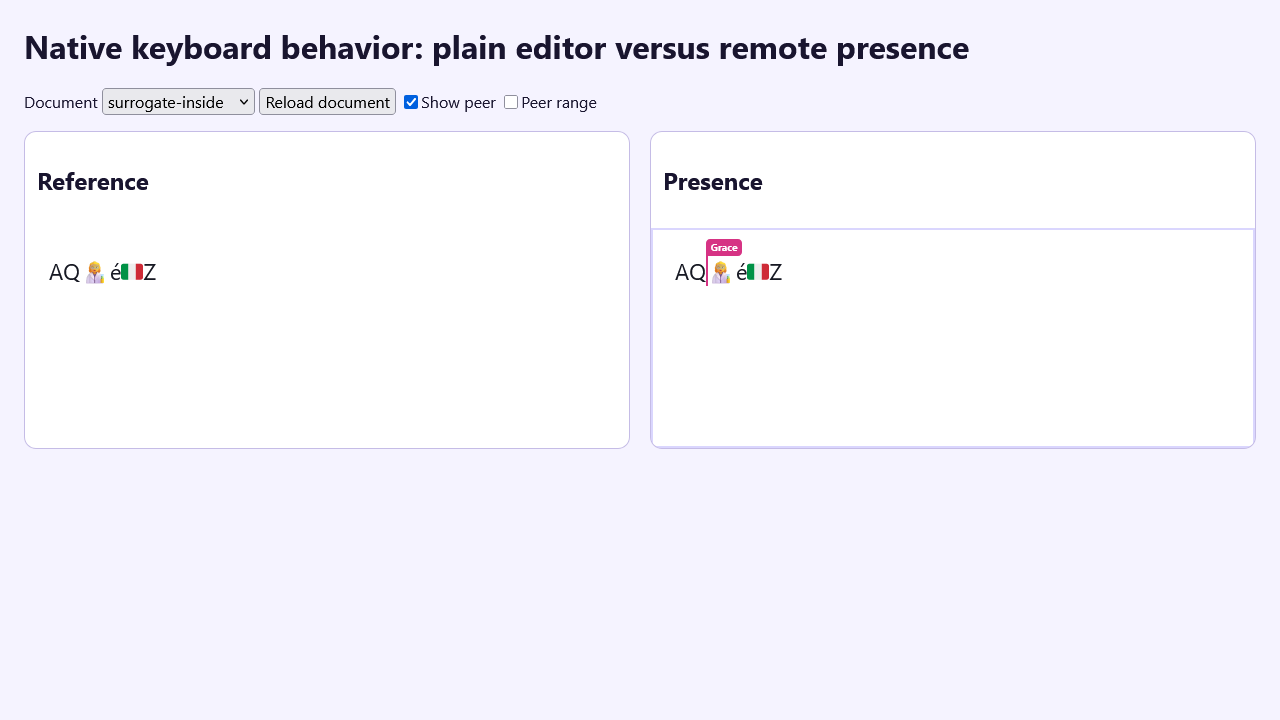 Native keyboard behavior: plain editor versus remote presence
Document surrogate-inside Reload document Show peer Peer range
Reference
AQ👩🏼‍🔬é🇮🇹Z
Presence
Grace
AQ👩🏼‍🔬é🇮🇹Z